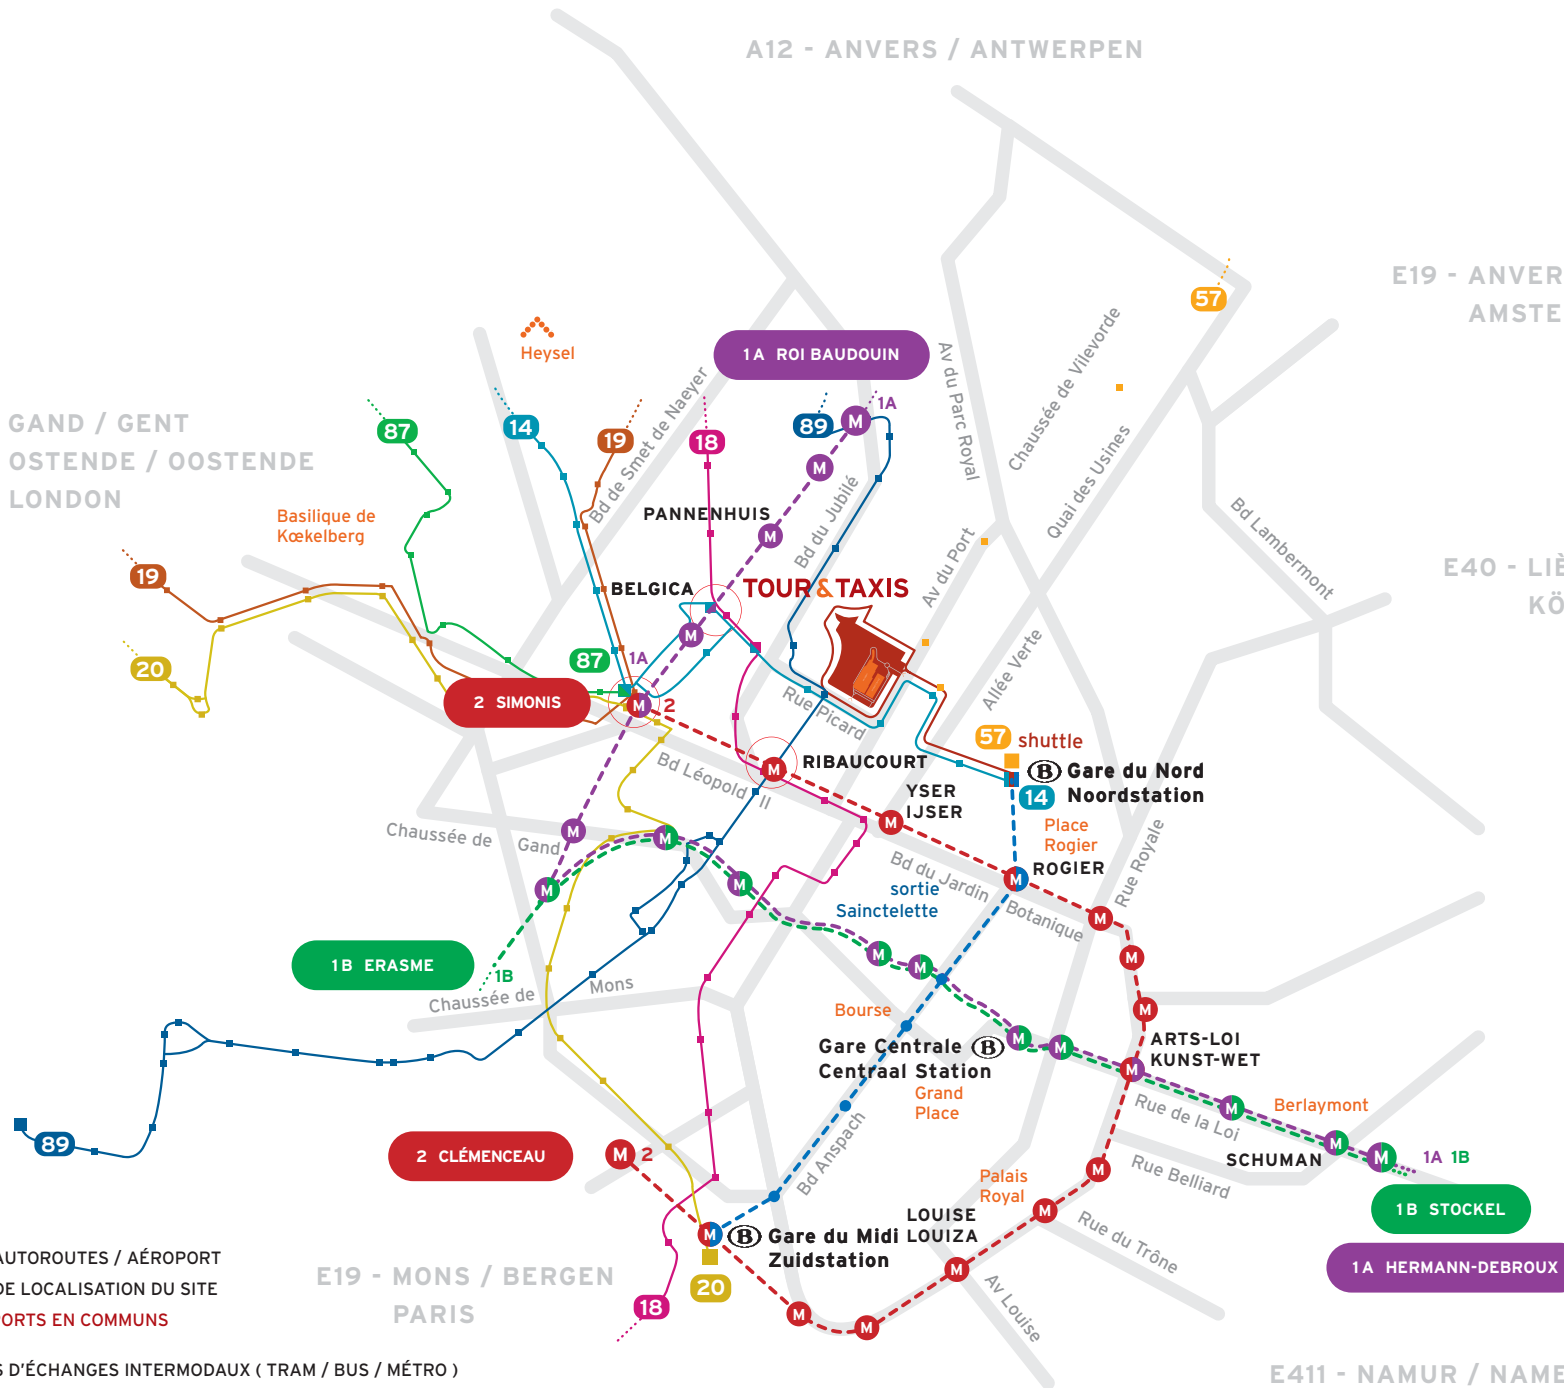 A12 - ANVERS / ANTWERPEN
E19 - ANVER
AMSTE
57
Heysel
1A ROI BAUDOUIN
1A
87
14
19
18
89
GAND / GENT
OSTENDE / OOSTENDE
LONDON
Bd de Smet de Naeyer
Av du Parc Royal
Chaussée de Vilevorde
Quai des Usines
Bd Lambermont
Basilique de
Kœkelberg
M
M
PANNENHUIS
M
Bd du Jubilé
Av du Port
E40 - LIÈ
KÖ
19
BELGICA
TOUR & TAXIS
M
20
87
1A
2 SIMONIS
M
2
Rue Picard
Allée Verte
57
shuttle
B Gare du Nord
Noordstation
14
RIBAUCOURT
M
Bd Léopold II
YSER
IJSER
M
Place
Rogier
ROGIER
M
Rue Royale
Chaussée de Gand
M
M
M
M
Bd du Jardin Botanique
sortie
Sainctelette
M
M
M
M
1B ERASME
1B
Chaussée de Mons
M
Bourse
Gare Centrale B
Centraal Station
M
M
ARTS-LOI
KUNST-WET
M
Grand
Place
Rue de la Loi
M
Berlaymont
89
2 CLÉMENCEAU
M
2
Bd Anspach
SCHUMAN
M
M
1A 1B
Rue Belliard
M
Palais
Royal
M
1B STOCKEL
LOUISE
LOUIZA
M
B Gare du Midi
Zuidstation
Rue du Trône
20
M
1A HERMANN-DEBROUX
AUTOROUTES / AÉROPORT
DE LOCALISATION DU SITE
PORTS EN COMMUNS
E19 - MONS / BERGEN
PARIS
18
M
M
Av Louise
S D'ÉCHANGES INTERMODAUX ( TRAM / BUS / MÉTRO )
E411 - NAMUR / NAME